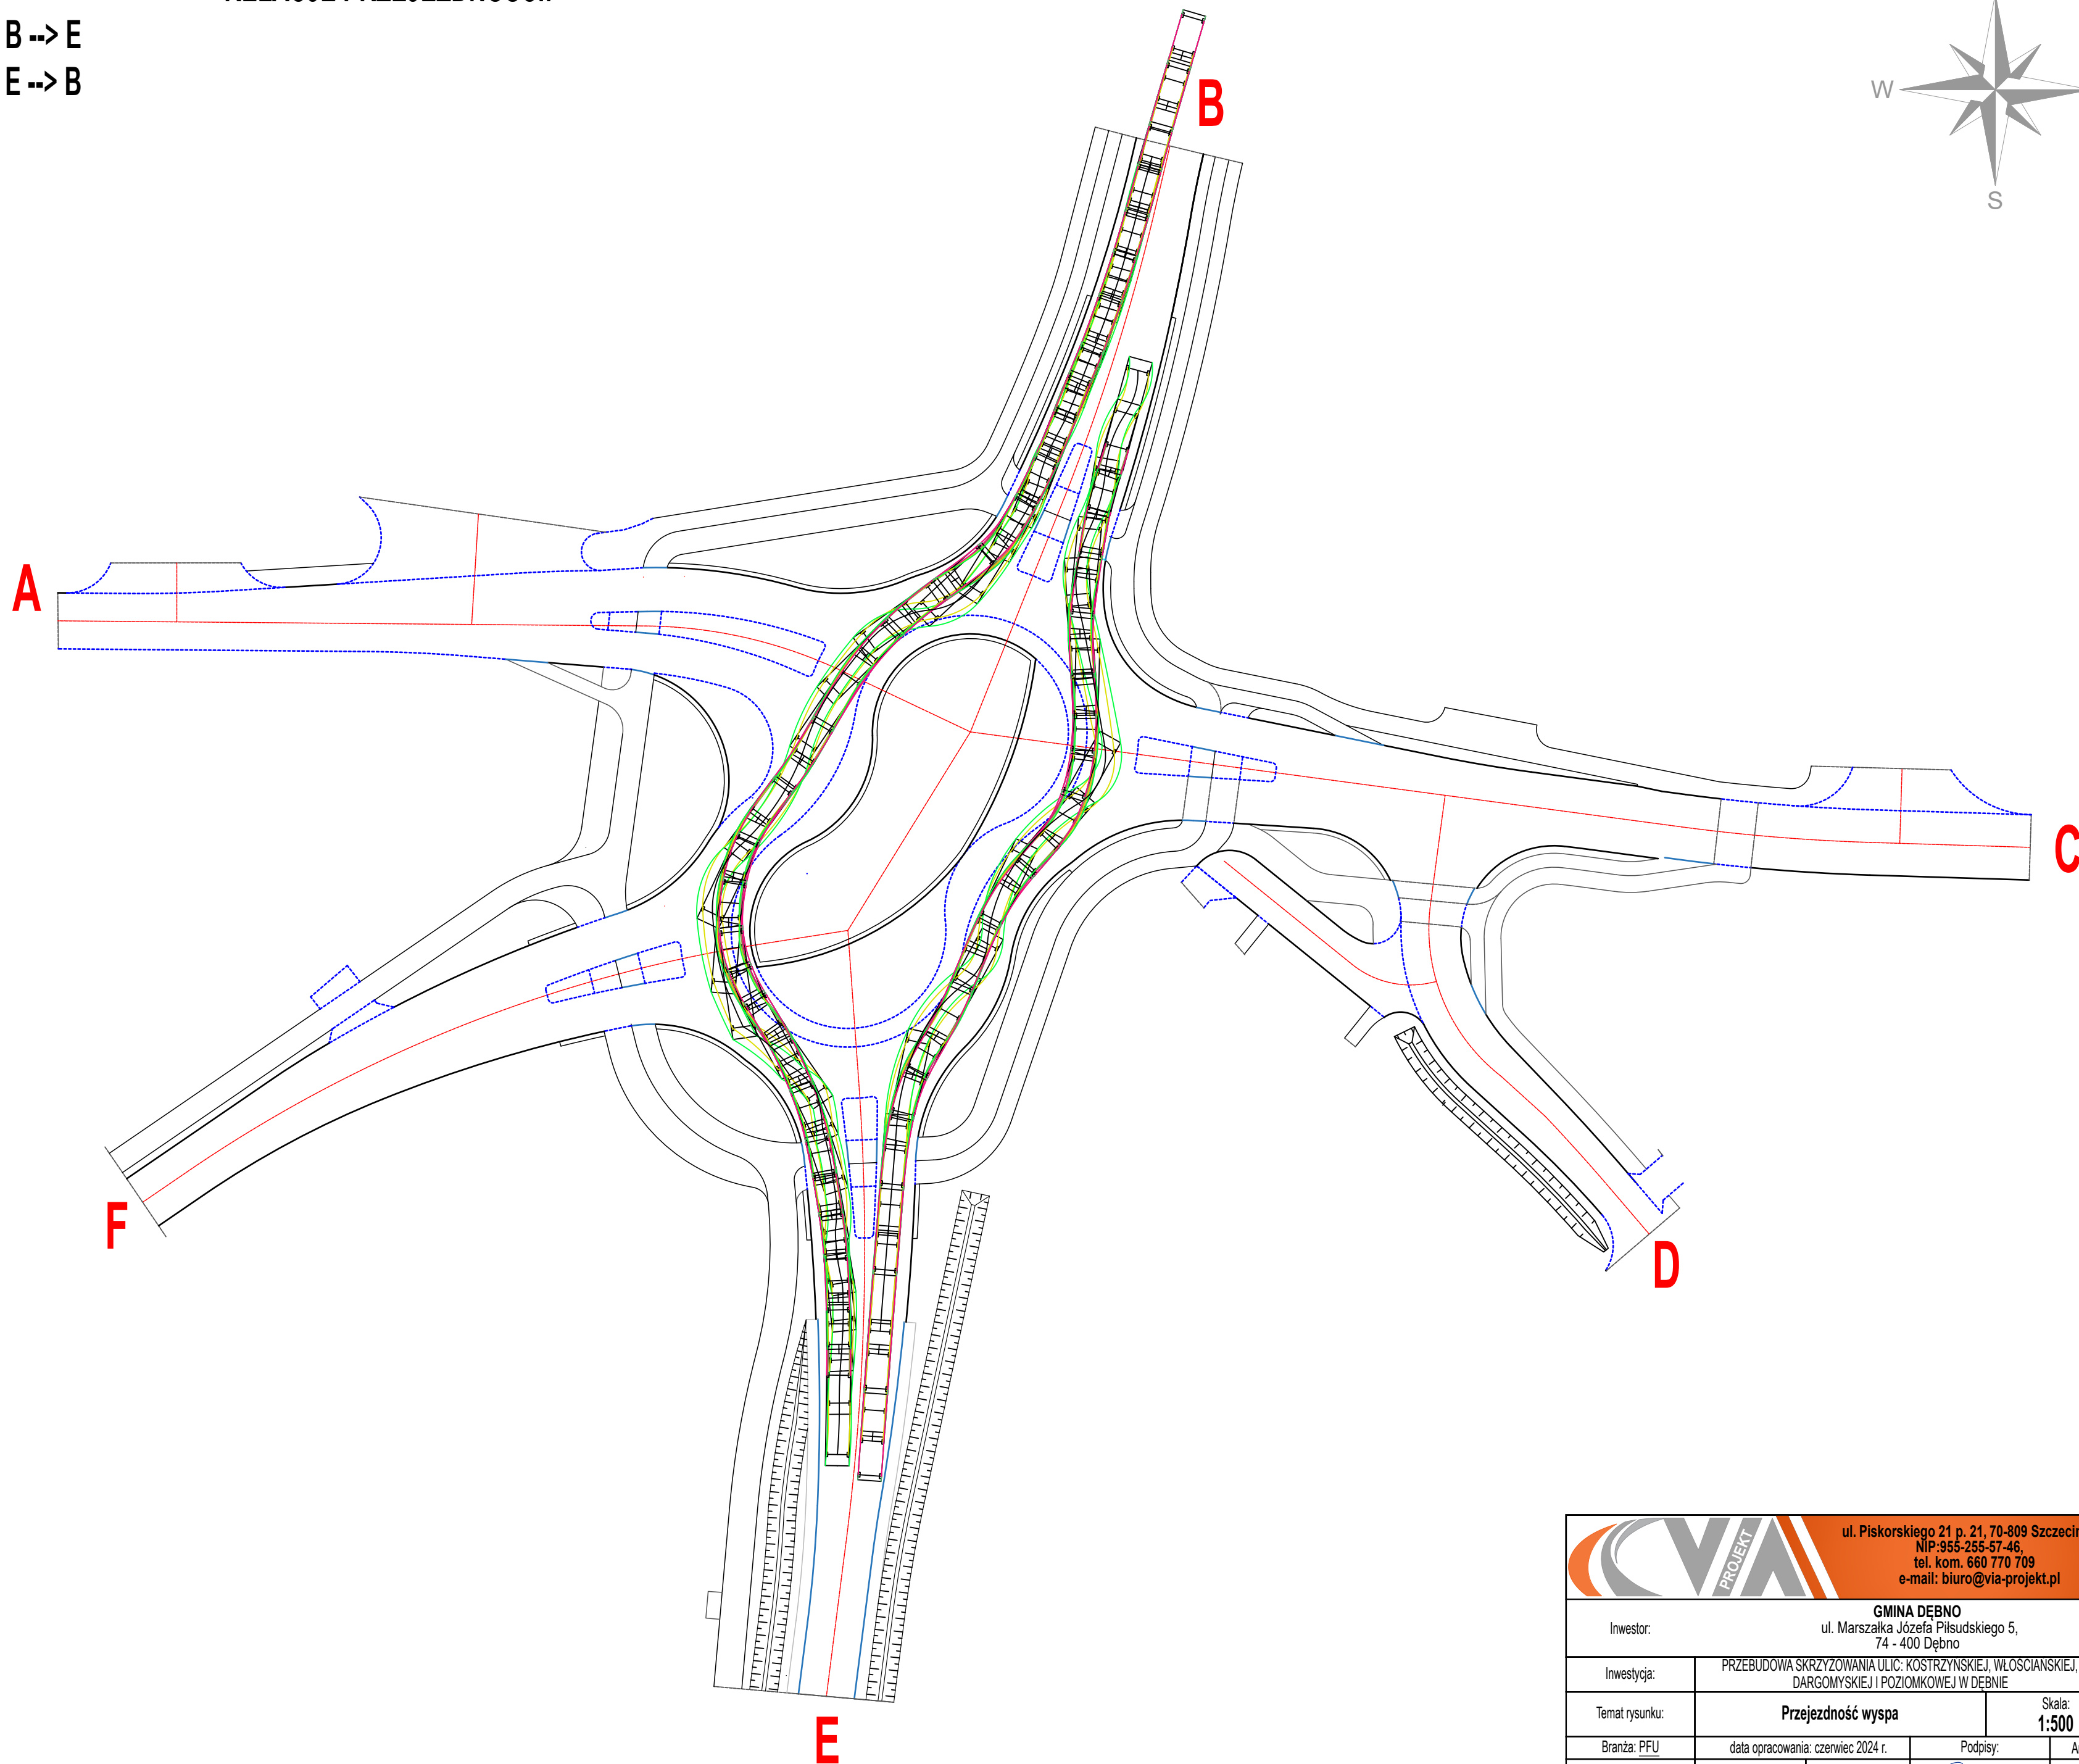 B --> E
E --> B
B
W
S
A
C
F
D
E
PROJEKT
VIA
ul. Piskorskiego 21 p. 21, 70-809 Szczecin
NIP:955-255-57-46,
tel. kom. 660 770 709
e-mail: biuro@via-projekt.pl
Inwestor:
GMINA DĘBNO
ul. Marszałka Józefa Piłsudskiego 5,
74 - 400 Dębno
Inwestycja:
PRZEBUDOWA SKRZYŻOWANIA ULIC: KOSTRZYŃSKIEJ, WŁOŚCIAŃSKIEJ,
DARGOMYSKIEJ I POZIOMKOWEJ W DĘBNIE
Temat rysunku:
Przejezdność wyspa
Skala:
1:500
Branża: PFU
data opracowania: czerwiec 2024 r.
Podpisy: